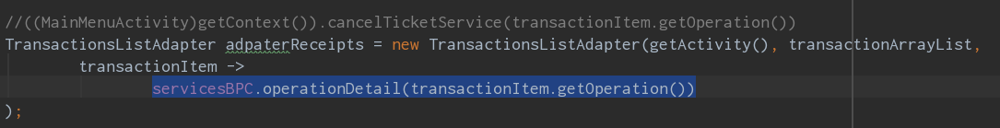 //((MainMenuActivity)getContext()).cancelTicketService(transactionItem.getOperation())
TransactionsListAdapter adpaterReceipts = new TransactionsListAdapter(getActivity(), transactionArrayList,
transactionItem ->
servicesBPC.operationDetail(transactionItem.getOperation())
);